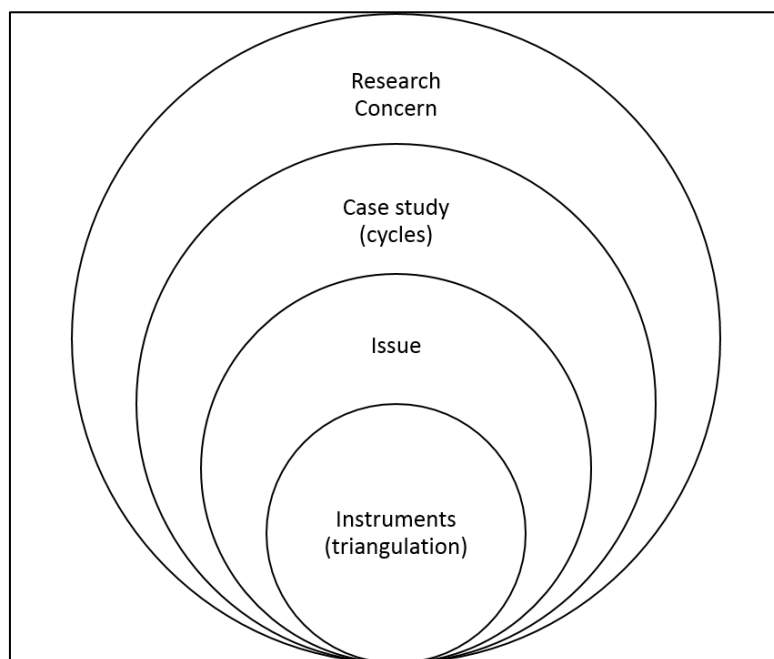 Research
Concern
Case study
(cycles)
Issue
Instruments
(triangulation)